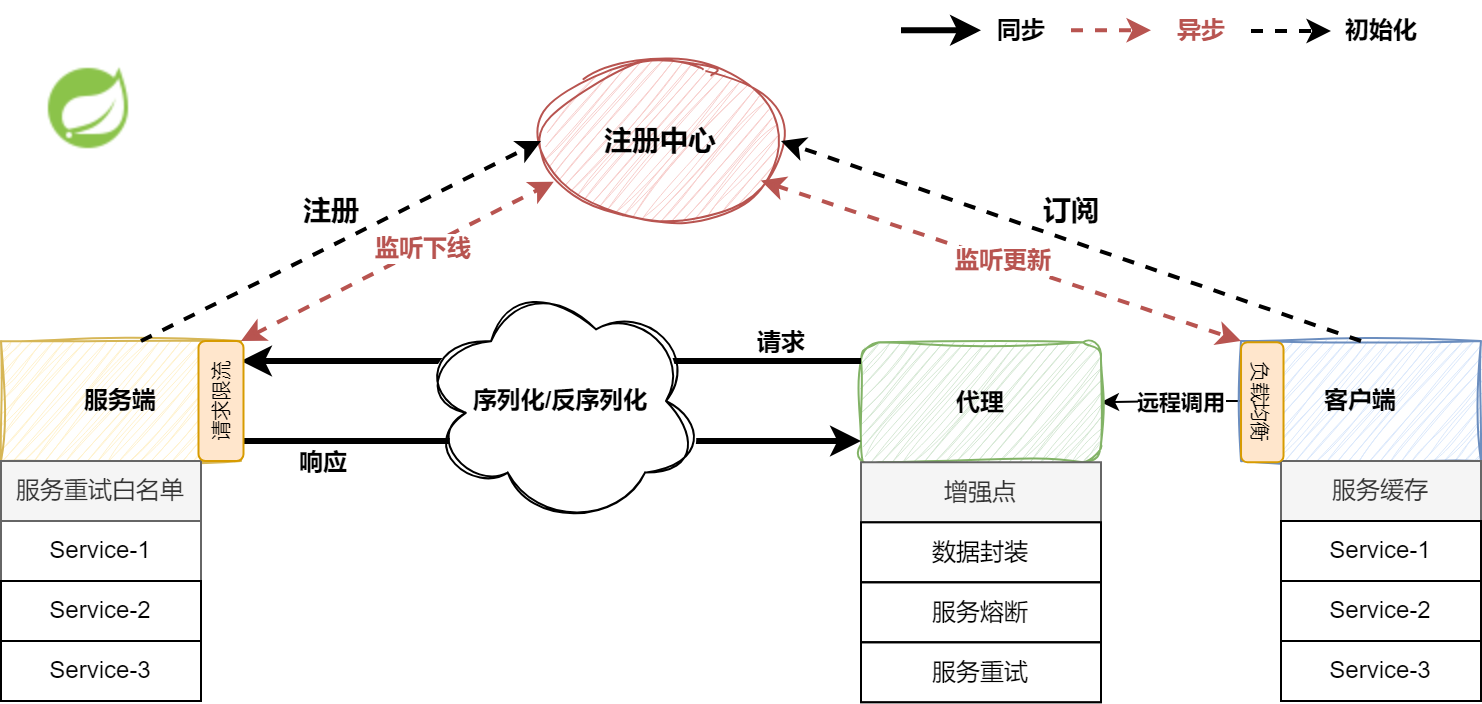 同步
异步
初始化
注册中心
注册
订阅
监听下线
监听更新
请求
服务端
请求限流
序列化/反序列化
代理
远程调用
负载均衡
客户端
响应
服务重试白名单
Service-1
Service-2
Service-3
增强点
数据封装
服务熔断
服务重试
服务缓存
Service-1
Service-2
Service-3